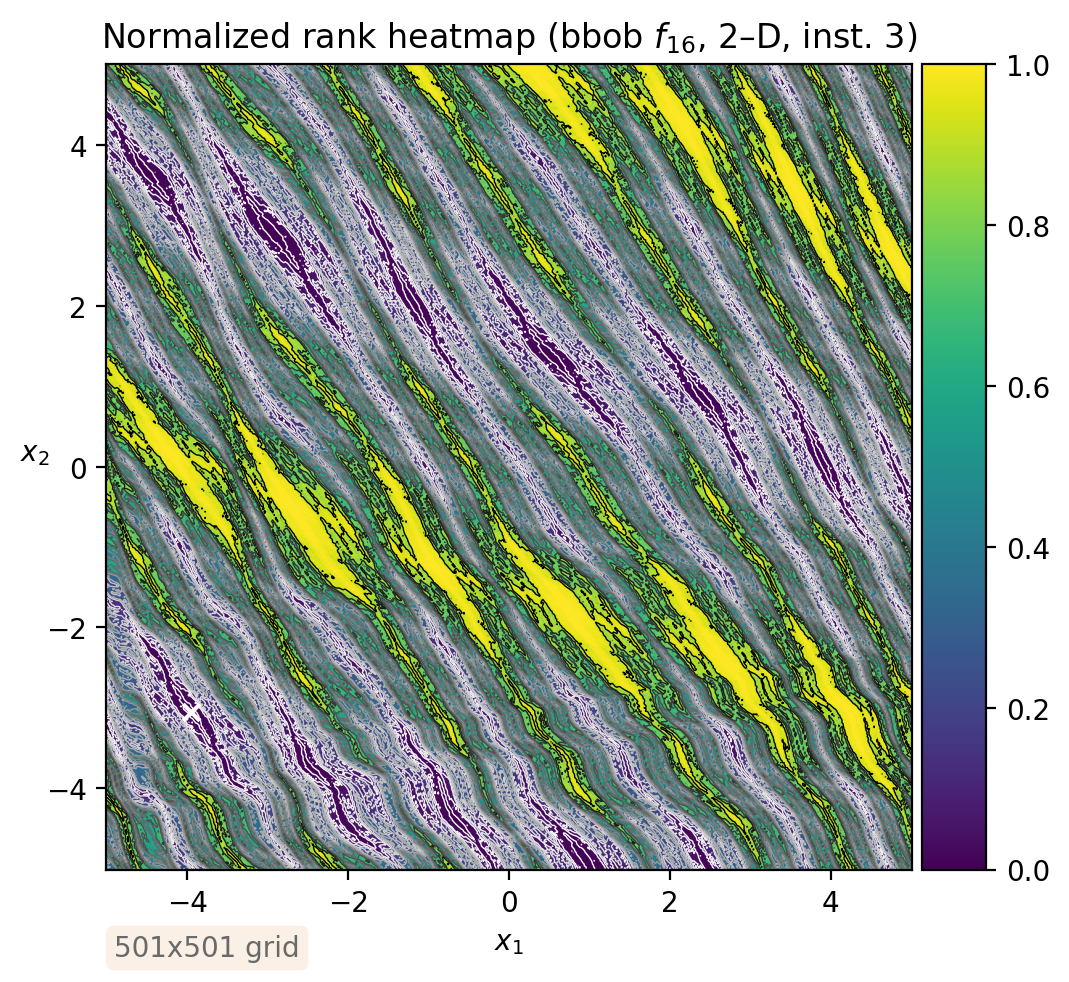 Normalized rank heatmap (bbob f₁₆, 2–D, inst. 3)
1.0
4
0.8
2
0.6
x₂ 0
0.4
−2
0.2
−4
0.0
−4 −2 0 2 4
x₁
501x501 grid